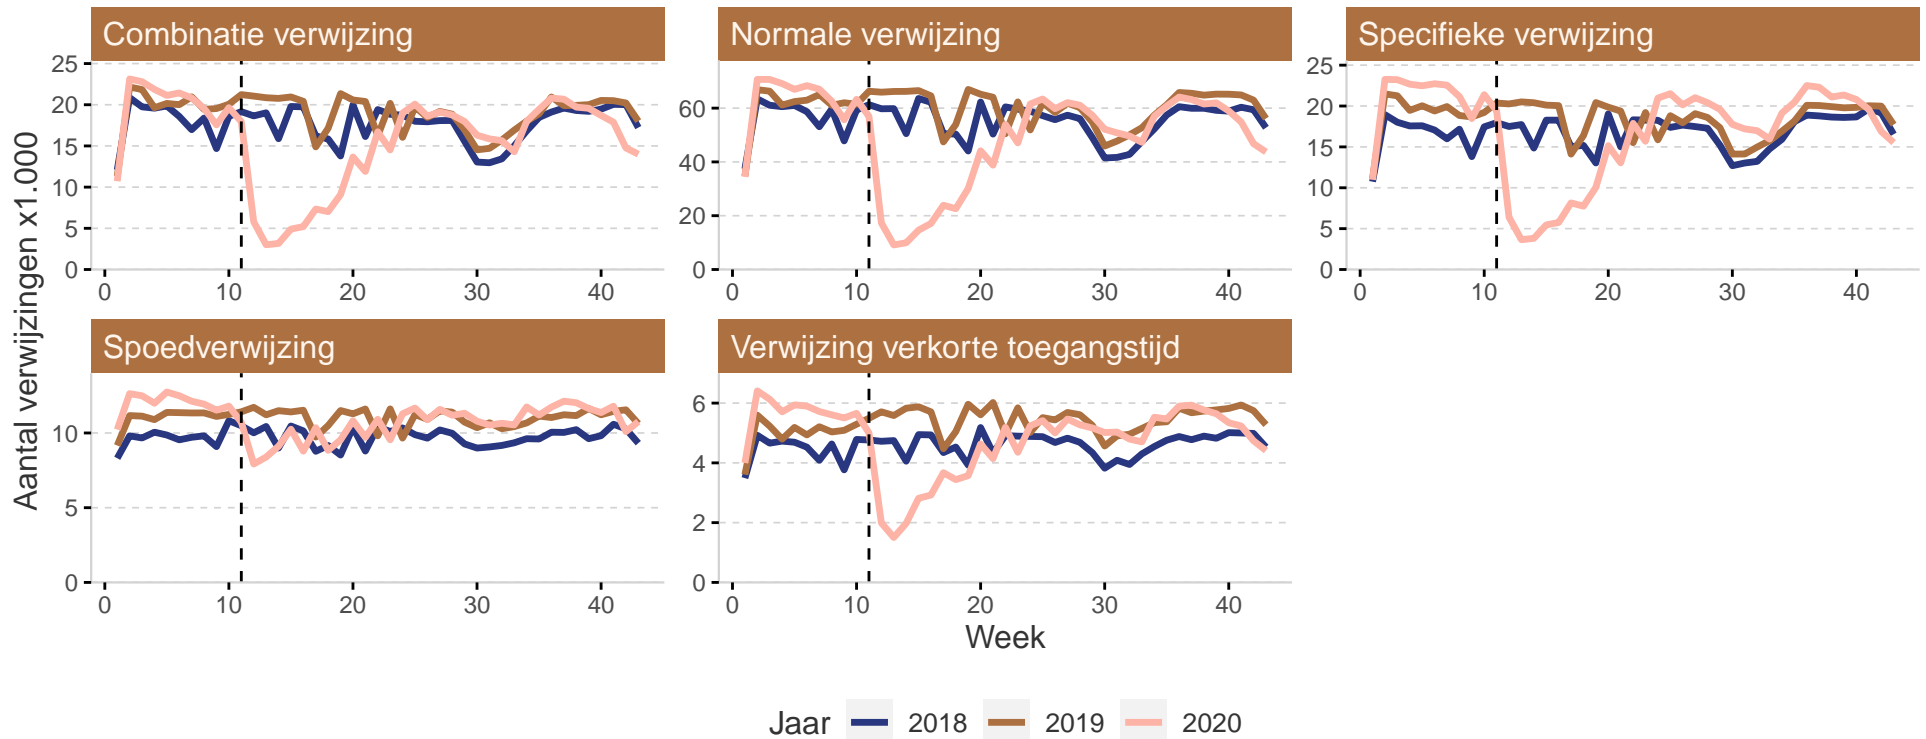 Combinatie verwijzing
Normale verwijzing
Specifieke verwijzing
25
20
15
10
5
0
0 10 20 30 40
60
40
20
0
0 10 20 30 40
25
20
15
10
5
0
0 10 20 30 40
Aantal verwijzingen x1.000
Spoedverwijzing
Verwijzing verkorte toegangstijd
10
5
0
0 10 20 30 40
6
4
2
0
0 10 20 30 40
Week
Jaar 2018 2019 2020